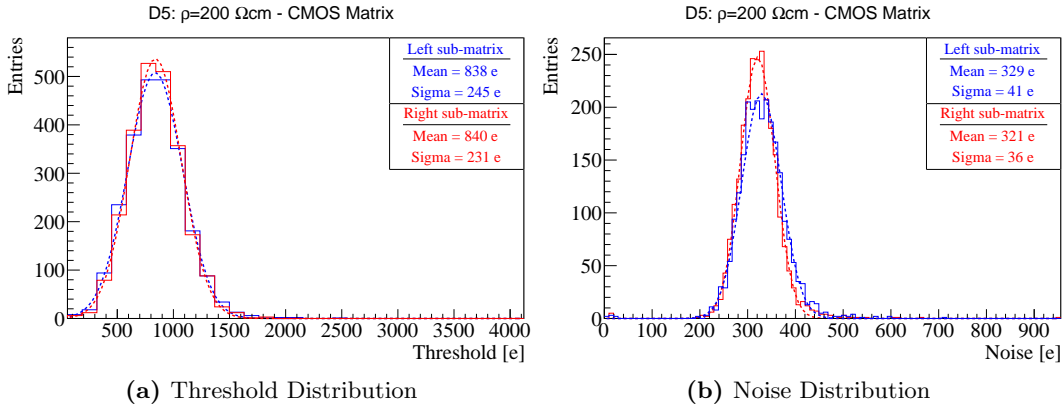 D5: ρ=200 Ωcm - CMOS Matrix
Entries
500
400
300
200
100
0
Left sub-matrix
Mean = 838 e
Sigma = 245 e
Right sub-matrix
Mean = 840 e
Sigma = 231 e
500 1000 1500 2000 2500 3000 3500 4000
Threshold [e]
(a) Threshold Distribution
D5: ρ=200 Ωcm - CMOS Matrix
Entries
250
200
150
100
50
0
Left sub-matrix
Mean = 329 e
Sigma = 41 e
Right sub-matrix
Mean = 321 e
Sigma = 36 e
0 100 200 300 400 500 600 700 800 900
Noise [e]
(b) Noise Distribution